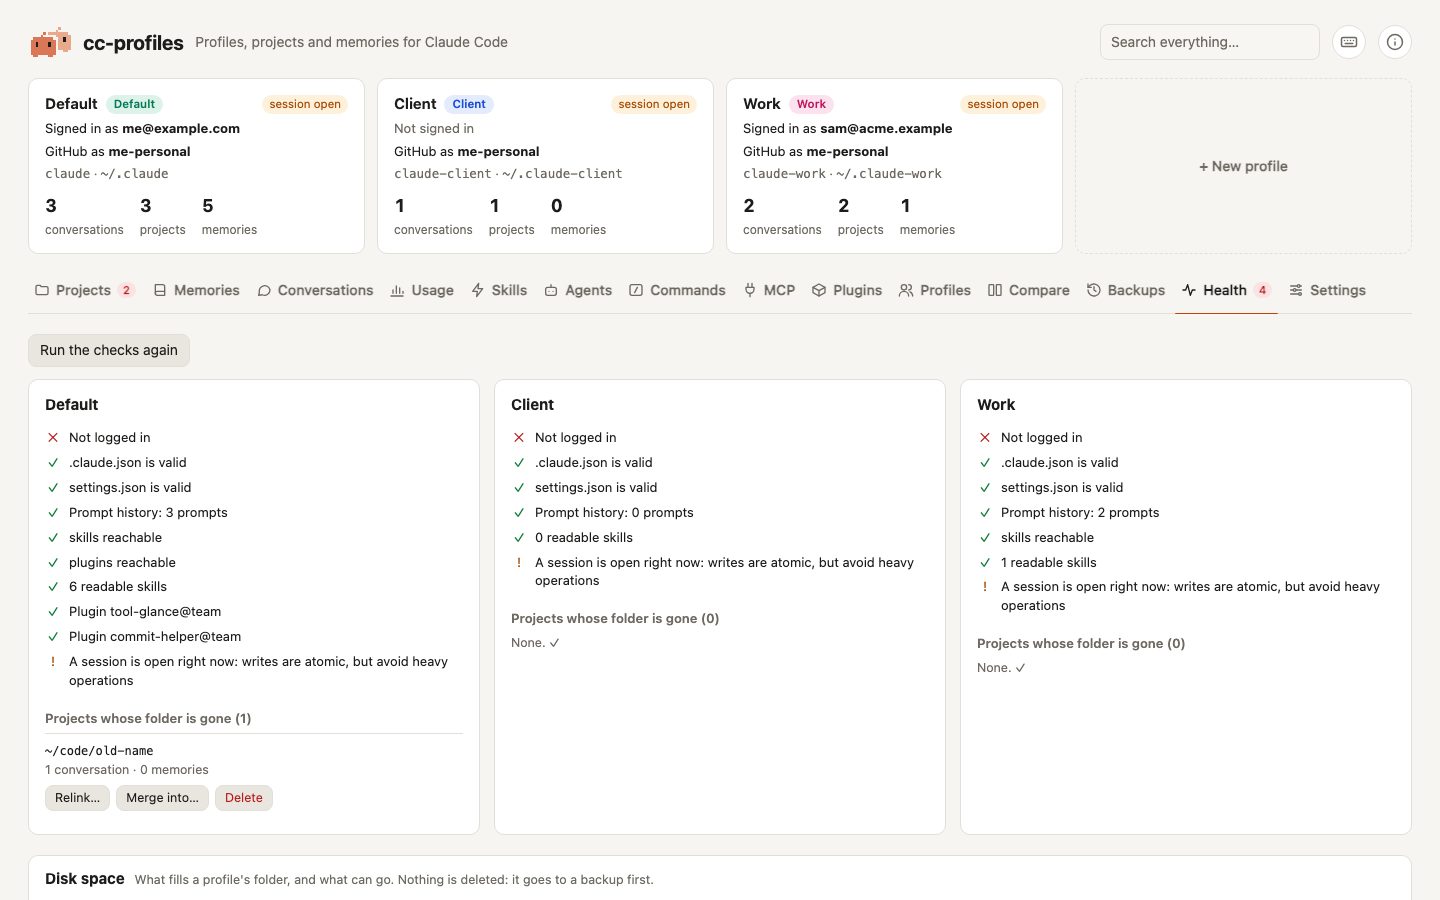 cc-profiles
Profiles, projects and memories for Claude Code
Search everything...
Default Default session open
Signed in as me@example.com
GitHub as me-personal
claude · ~/.claude
3 3 5
conversations projects memories
Client Client session open
Not signed in
GitHub as me-personal
claude-client · ~/.claude-client
1 1 0
conversations projects memories
Work Work session open
Signed in as sam@acme.example
GitHub as me-personal
claude-work · ~/.claude-work
2 2 1
conversations projects memories
+ New profile
Projects 2 Memories Conversations Usage Skills Agents Commands MCP Plugins Profiles Compare Backups Health 4 Settings
Run the checks again
Default
Not logged in
.claude.json is valid
settings.json is valid
Prompt history: 3 prompts
skills reachable
plugins reachable
6 readable skills
Plugin tool-glance@team
Plugin commit-helper@team
! A session is open right now: writes are atomic, but avoid heavy
operations
Projects whose folder is gone (1)
~/code/old-name
1 conversation · 0 memories
Relink... Merge into... Delete
Client
Not logged in
.claude.json is valid
settings.json is valid
Prompt history: 0 prompts
0 readable skills
! A session is open right now: writes are atomic, but avoid heavy
operations
Projects whose folder is gone (0)
None. ✓
Work
Not logged in
.claude.json is valid
settings.json is valid
Prompt history: 2 prompts
skills reachable
1 readable skills
! A session is open right now: writes are atomic, but avoid heavy
operations
Projects whose folder is gone (0)
None. ✓
Disk space What fills a profile's folder, and what can go. Nothing is deleted: it goes to a backup first.